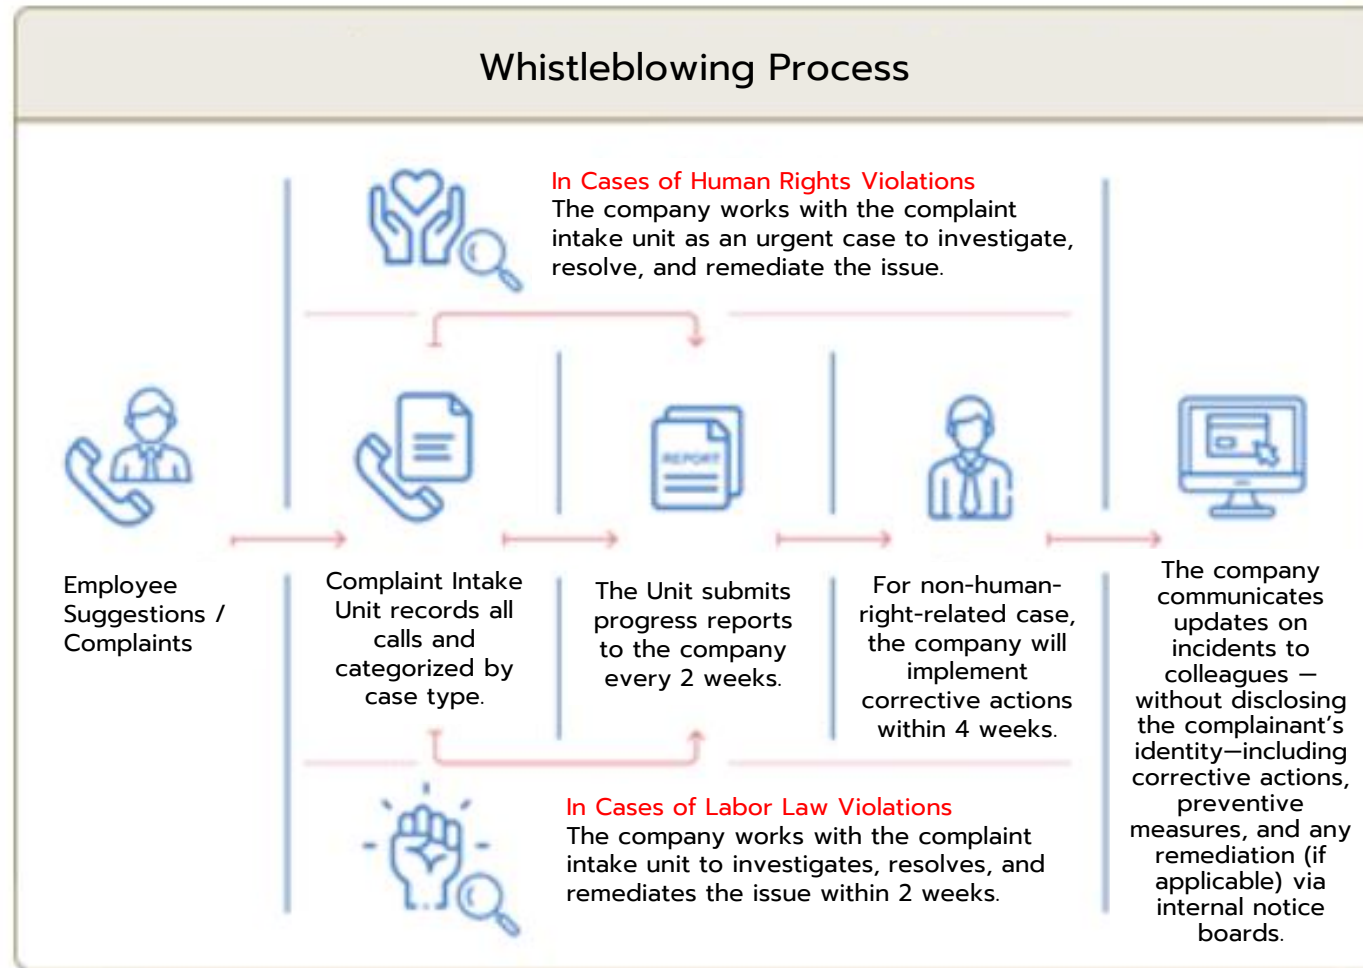 Whistleblowing Process
In Cases of Human Rights Violations
The company works with the complaint
intake unit as an urgent case to investigate,
resolve, and remediate the issue.
Employee
Suggestions /
Complaints
Complaint Intake
Unit records all
calls and
categorized by
case type.
REPORT
The Unit submits
progress reports
to the company
every 2 weeks.
For non-human-
right-related case,
the company will
implement
corrective actions
within 4 weeks.
The company
communicates
updates on
incidents to
colleagues —
without disclosing
the complainant’s
identity—including
corrective actions,
preventive
measures, and any
remediation (if
applicable) via
internal notice
boards.
In Cases of Labor Law Violations
The company works with the complaint
intake unit to investigates, resolves, and
remediates the issue within 2 weeks.